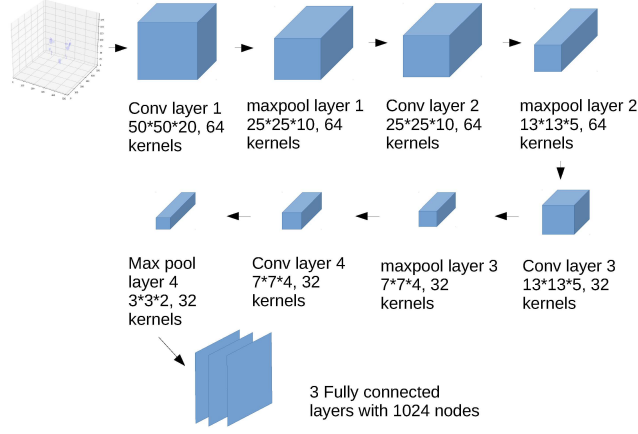 Conv layer 1
50*50*20, 64
kernels
maxpool layer 1
25*25*10, 64
kernels
Conv layer 2
25*25*10, 64
kernels
maxpool layer 2
13*13*5, 64
kernels
Max pool
layer 4
3*3*2, 32
kernels
Conv layer 4
7*7*4, 32
kernels
maxpool layer 3
7*7*4, 32
kernels
Conv layer 3
13*13*5, 32
kernels
3 Fully connected
layers with 1024 nodes